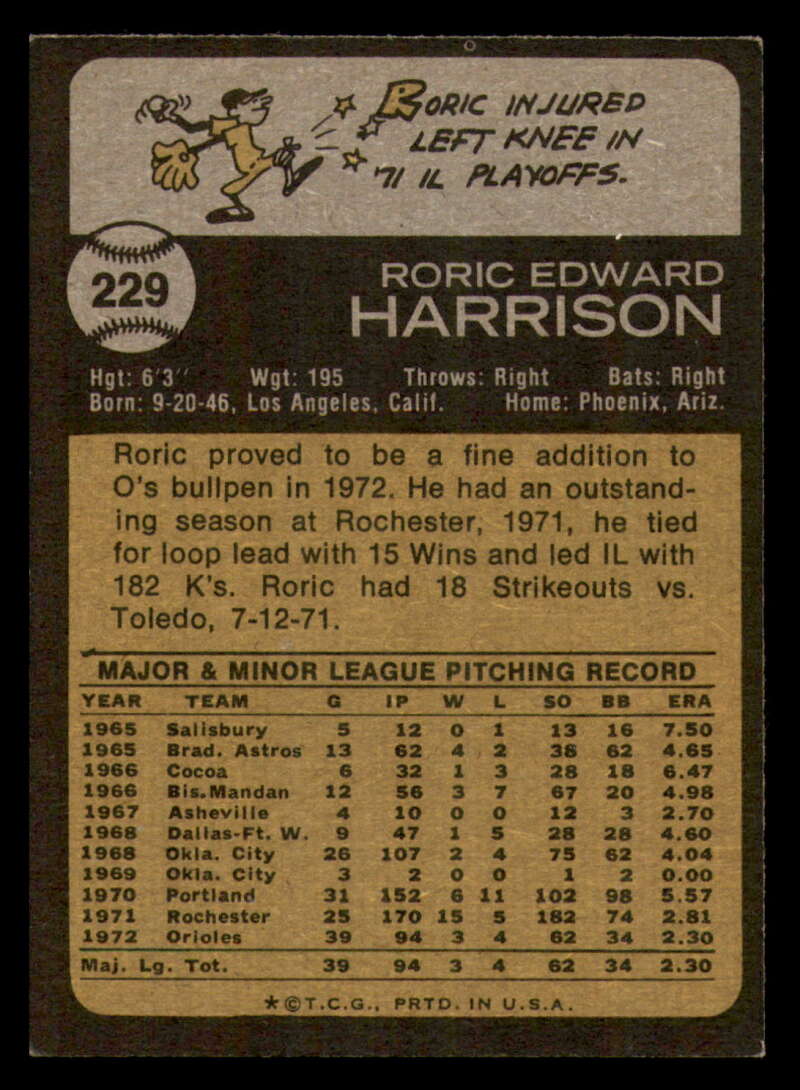 RORIC INJURED
LEFT KNEE IN
'71 IL PLAYOFFS.
229
RORIC EDWARD
HARRISON
Hgt: 6'3" Wgt: 195 Throws: Right Bats: Right
Born: 9-20-46, Los Angeles, Calif. Home: Phoenix, Ariz.
Roric proved to be a fine addition to
O's bullpen in 1972. He had an outstand-
ing season at Rochester, 1971, he tied
for loop lead with 15 Wins and led IL with
182 K's. Roric had 18 Strikeouts vs.
Toledo, 7-12-71.
MAJOR & MINOR LEAGUE PITCHING RECORD
YEAR TEAM G IP W L SO BB ERA
1965 Salisbury 5 12 0 1 13 16 7.50
1965 Brad. Astros 13 62 4 2 38 62 4.65
1966 Cocoa 6 32 1 3 28 18 6.47
1966 Bis.Mandan 12 56 3 7 67 20 4.98
1967 Asheville 4 10 0 0 12 3 2.70
1968 Dallas-Ft. W. 9 47 1 5 28 28 4.60
1968 Okla. City 26 107 2 4 75 62 4.04
1969 Okla. City 3 2 0 0 1 2 0.00
1970 Portland 31 152 6 11 102 98 5.57
1971 Rochester 25 170 15 5 182 74 2.81
1972 Orioles 39 94 3 4 62 34 2.30
Maj. Lg. Tot. 39 94 3 4 62 34 2.30
★©T.C.G., PRTD. IN U.S.A.